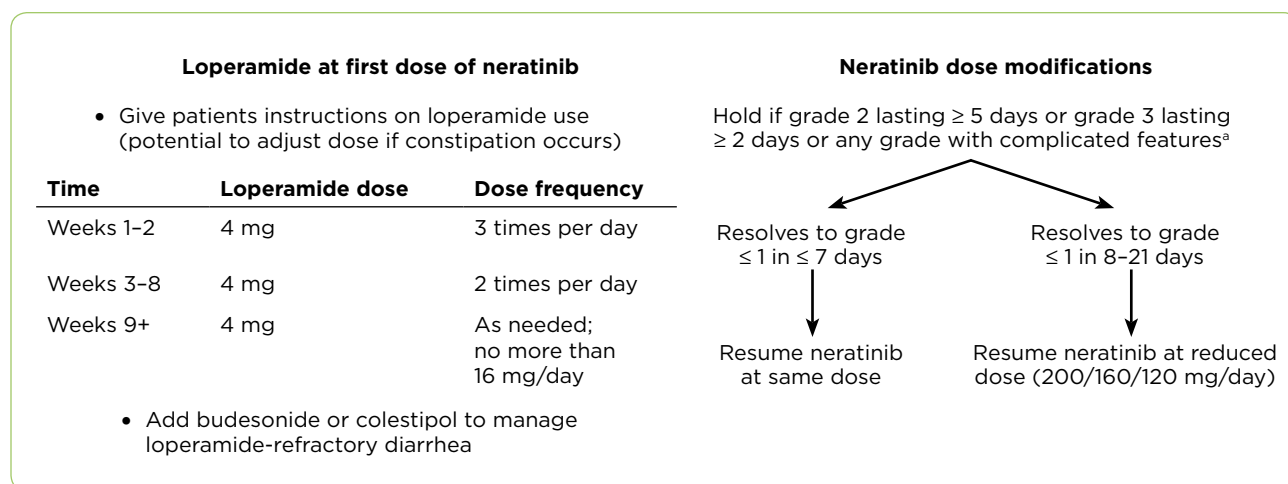 Loperamide at first dose of neratinib
• Give patients instructions on loperamide use
(potential to adjust dose if constipation occurs)
Time Loperamide dose Dose frequency
Weeks 1–2 4 mg 3 times per day
Weeks 3–8 4 mg 2 times per day
Weeks 9+ 4 mg As needed;
no more than
16 mg/day
• Add budesonide or colestipol to manage
loperamide-refractory diarrhea
Neratinib dose modifications
Hold if grade 2 lasting ≥ 5 days or grade 3 lasting
≥ 2 days or any grade with complicated featuresᵃ
Resolves to grade
≤ 1 in ≤ 7 days
Resume neratinib
at same dose
Resolves to grade
≤ 1 in 8–21 days
Resume neratinib at reduced
dose (200/160/120 mg/day)